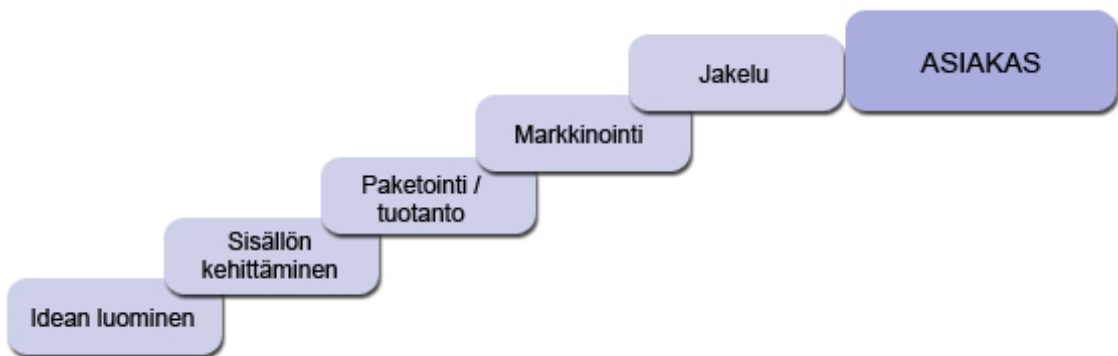 Idean luominen
Sisällön
kehittäminen
Paketointi /
tuotanto
Markkinointi
Jakelu
ASIAKAS